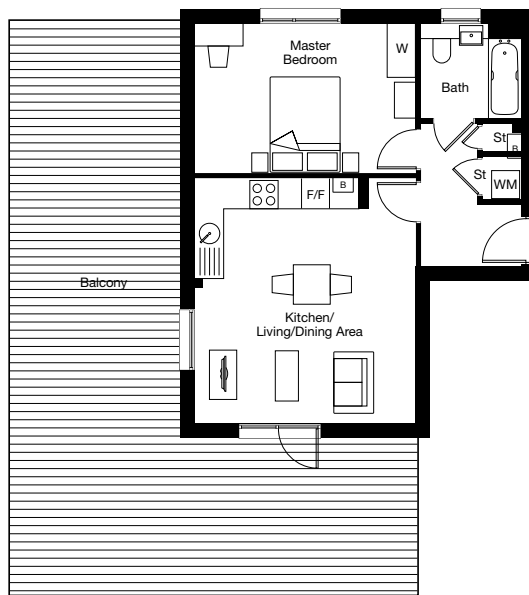 Master
Bedroom
W
Bath
St
B
St
WM
F/F
B
Balcony
Kitchen/
Living/Dining Area